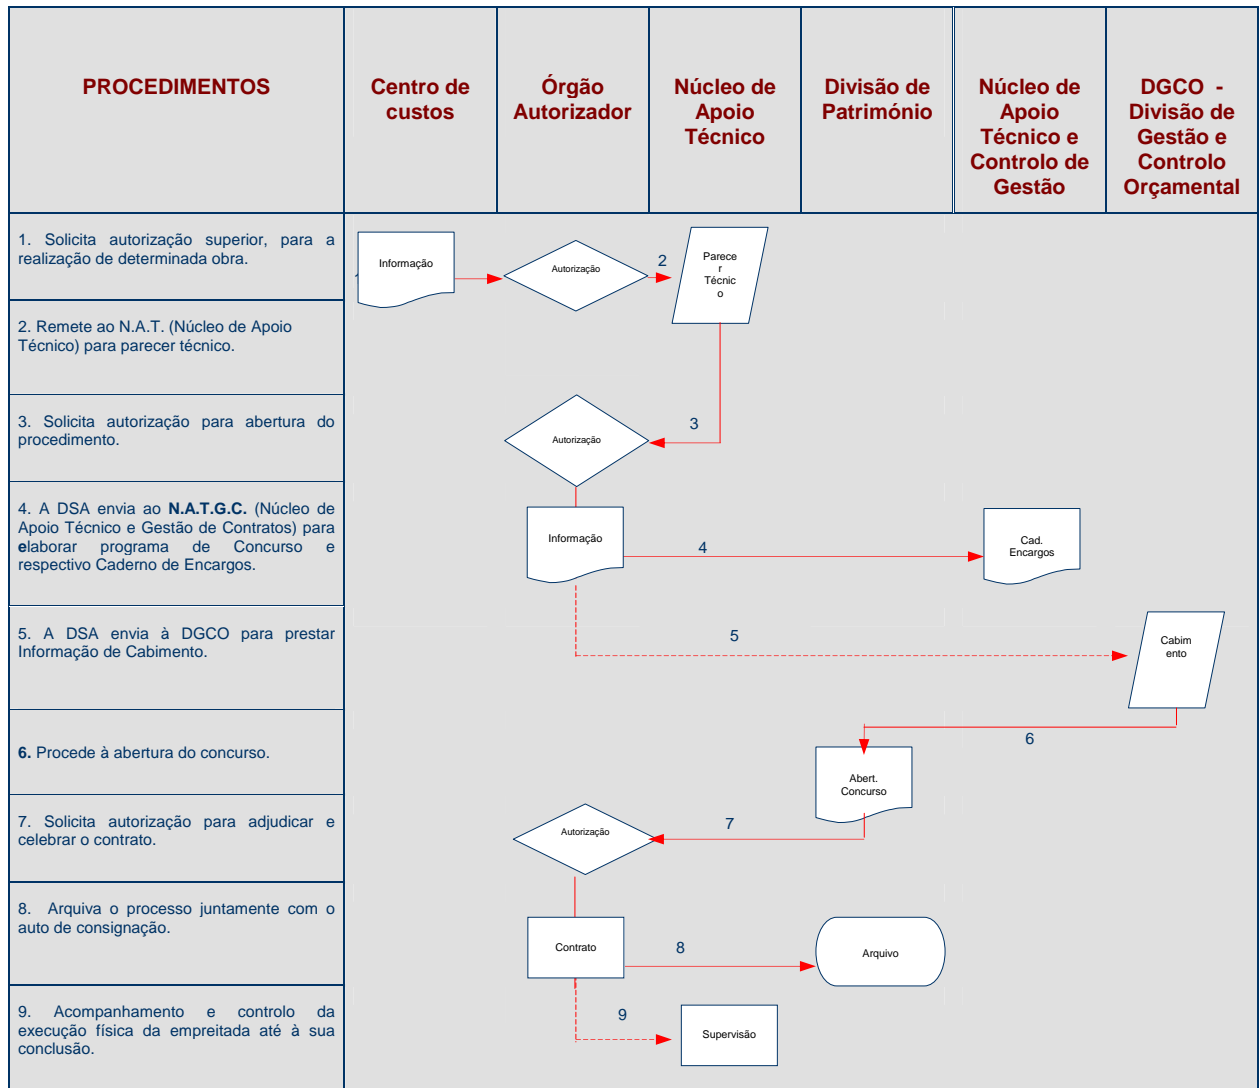 PROCEDIMENTOS
Centro de
custos
Órgão
Autorizador
Núcleo de
Apoio
Técnico
Divisão de
Património
Núcleo de
Apoio
Técnico e
Controlo de
Gestão
DGCO -
Divisão de
Gestão e
Controlo
Orçamental
1. Solicita autorização superior, para a
realização de determinada obra.
Informação
1
Autorização
2
Parece
r
Técnic
o
2. Remete ao N.A.T. (Núcleo de Apoio
Técnico) para parecer técnico.
3. Solicita autorização para abertura do
procedimento.
Autorização
3
4. A DSA envia ao N.A.T.G.C. (Núcleo de
Apoio Técnico e Gestão de Contratos) para
elaborar programa de Concurso e
respectivo Caderno de Encargos.
Informação
4
Cad.
Encargos
5. A DSA envia à DGCO para prestar
Informação de Cabimento.
5
Cabim
ento
6. Procede à abertura do concurso.
6
Abert.
Concurso
7. Solicita autorização para adjudicar e
celebrar o contrato.
Autorização
7
8. Arquiva o processo juntamente com o
auto de consignação.
Contrato
8
Arquivo
9. Acompanhamento e controlo da
execução física da empreitada até à sua
conclusão.
9
Supervisão